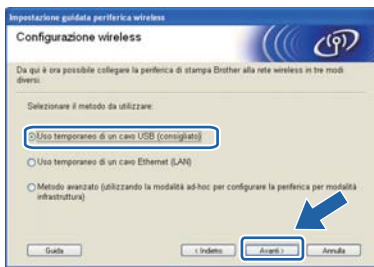 Impostazione guidata periferica wireless
Configurazione wireless
Da qui è ora possibile collegare la periferica di stampa Brother alla rete wireless in tre modi
diversi.
Selezionare il metodo da utilizzare:
Uso temporaneo di un cavo USB (consigliato)
Uso temporaneo di un cavo Ethernet (LAN)
Metodo avanzato (utilizzando la modalità ad-hoc per configurare la periferica per modalità
infrastruttura)
Guida
< Indietro
Avanti >
Annulla